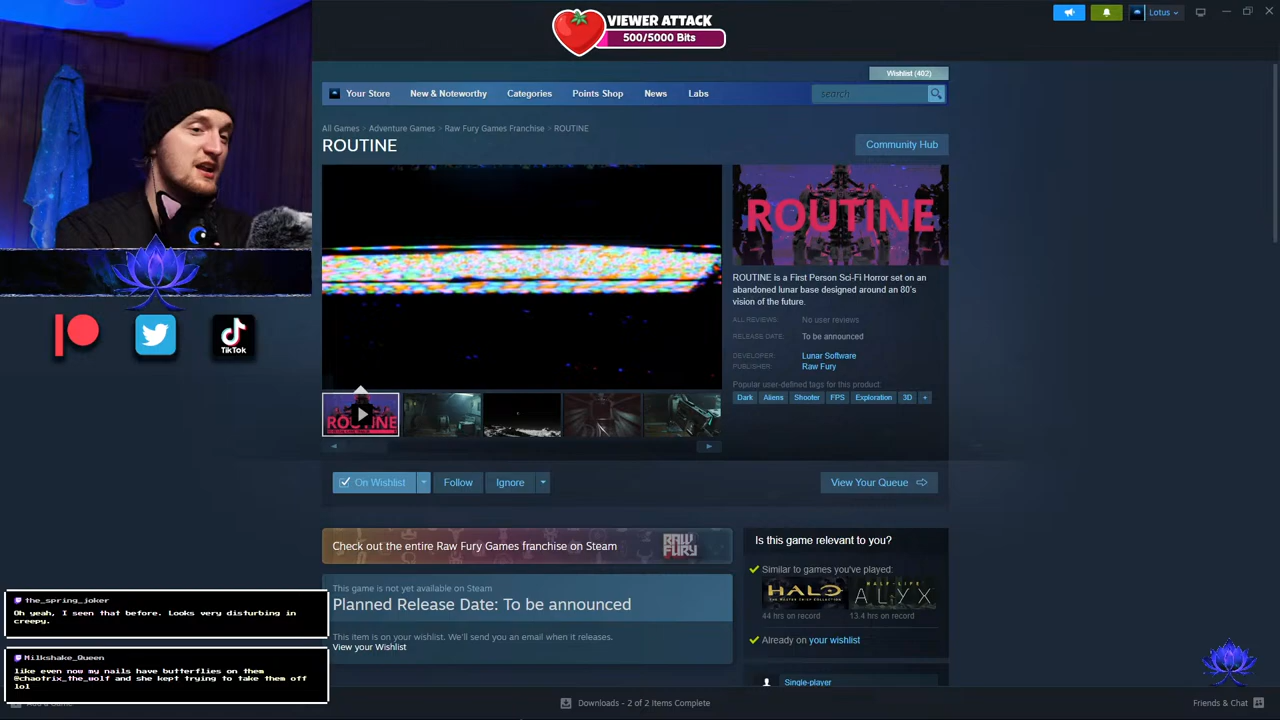 VIEWER ATTACK
500/5000 Bits
Lotus
Wishlist (402)
Your Store
New & Noteworthy
Categories
Points Shop
News
Labs
search
All Games > Adventure Games > Raw Fury Games Franchise > ROUTINE
ROUTINE
Community Hub
ROUTINE
ROUTINE is a First Person Sci-Fi Horror set on an
abandoned lunar base designed around an 80's
vision of the future.
ALL REVIEWS: No user reviews
RELEASE DATE: To be announced
DEVELOPER: Lunar Software
PUBLISHER: Raw Fury
Popular user-defined tags for this product:
Dark Aliens Shooter FPS Exploration 3D +
TikTok
ROUTINE
On Wishlist
Follow
Ignore
View Your Queue
Check out the entire Raw Fury Games franchise on Steam
RAW FURY
Is this game relevant to you?
Similar to games you've played:
HALO
HALF-LIFE
ALYX
44 hrs on record
13.4 hrs on record
Already on your wishlist
Single-player
This game is not yet available on Steam
Planned Release Date: To be announced
This item is on your wishlist. We'll send you an email when it releases.
View your Wishlist
the_spring_joker
Oh yeah, I seen that before. Looks very disturbing in
creepy.
Milkshake_Queen
like even now my nails have butterflies on them
@chaotrix_the_wolf and she kept trying to take them off
lol
Add a Game
Downloads - 2 of 2 Items Complete
Friends & Chat